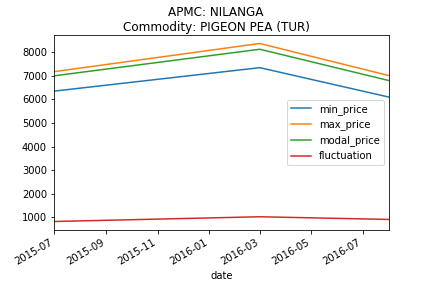 APMC: NILANGA
Commodity: PIGEON PEA (TUR)
8000
7000
6000
5000
4000
3000
2000
1000
min_price
max_price
modal_price
fluctuation
2015-07
2015-09
2015-11
2016-01
2016-03
2016-05
2016-07
date